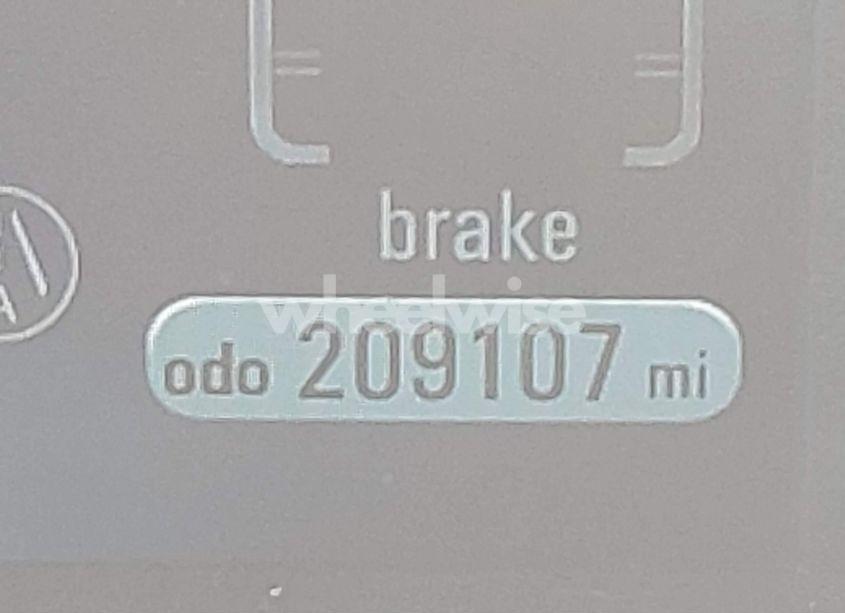 brake
wheelwise
odo 209107 mi